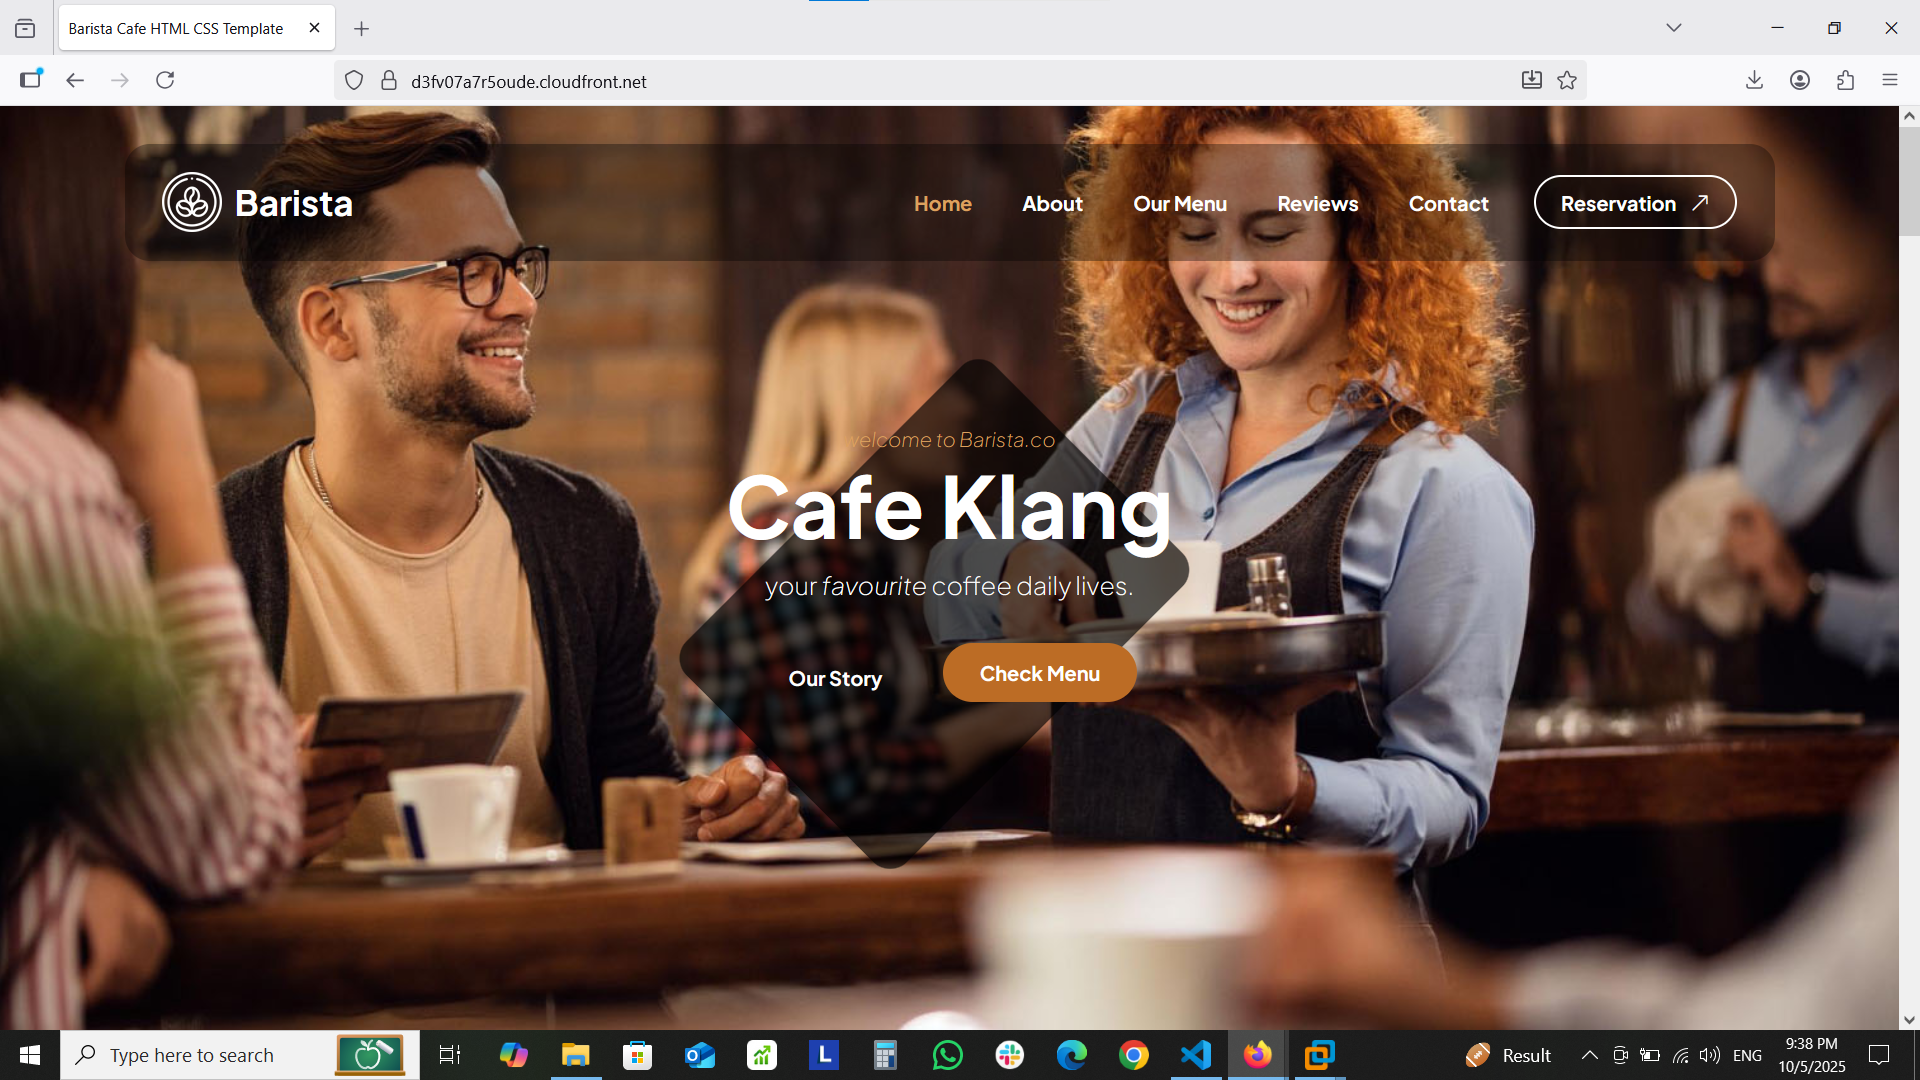 Barista Cafe HTML CSS Template
d3fv07a7r5oude.cloudfront.net
Barista
Home
About
Our Menu
Reviews
Contact
Reservation
welcome to Barista.co
Cafe Klang
your favourite coffee daily lives.
Our Story
Check Menu
Type here to search
L
Result
ENG
9:38 PM
10/5/2025